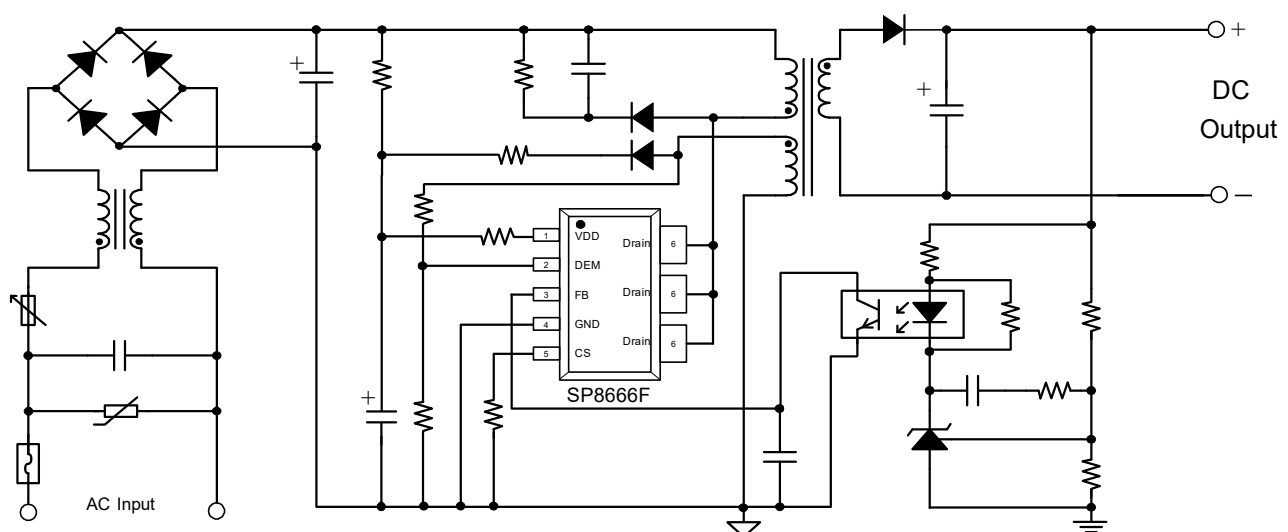 +
+
+
+
DC
Output
−
1 VDD Drain 6
2 DEM
3 FB Drain 6
4 GND
5 CS Drain 6
SP8666F
AC Input